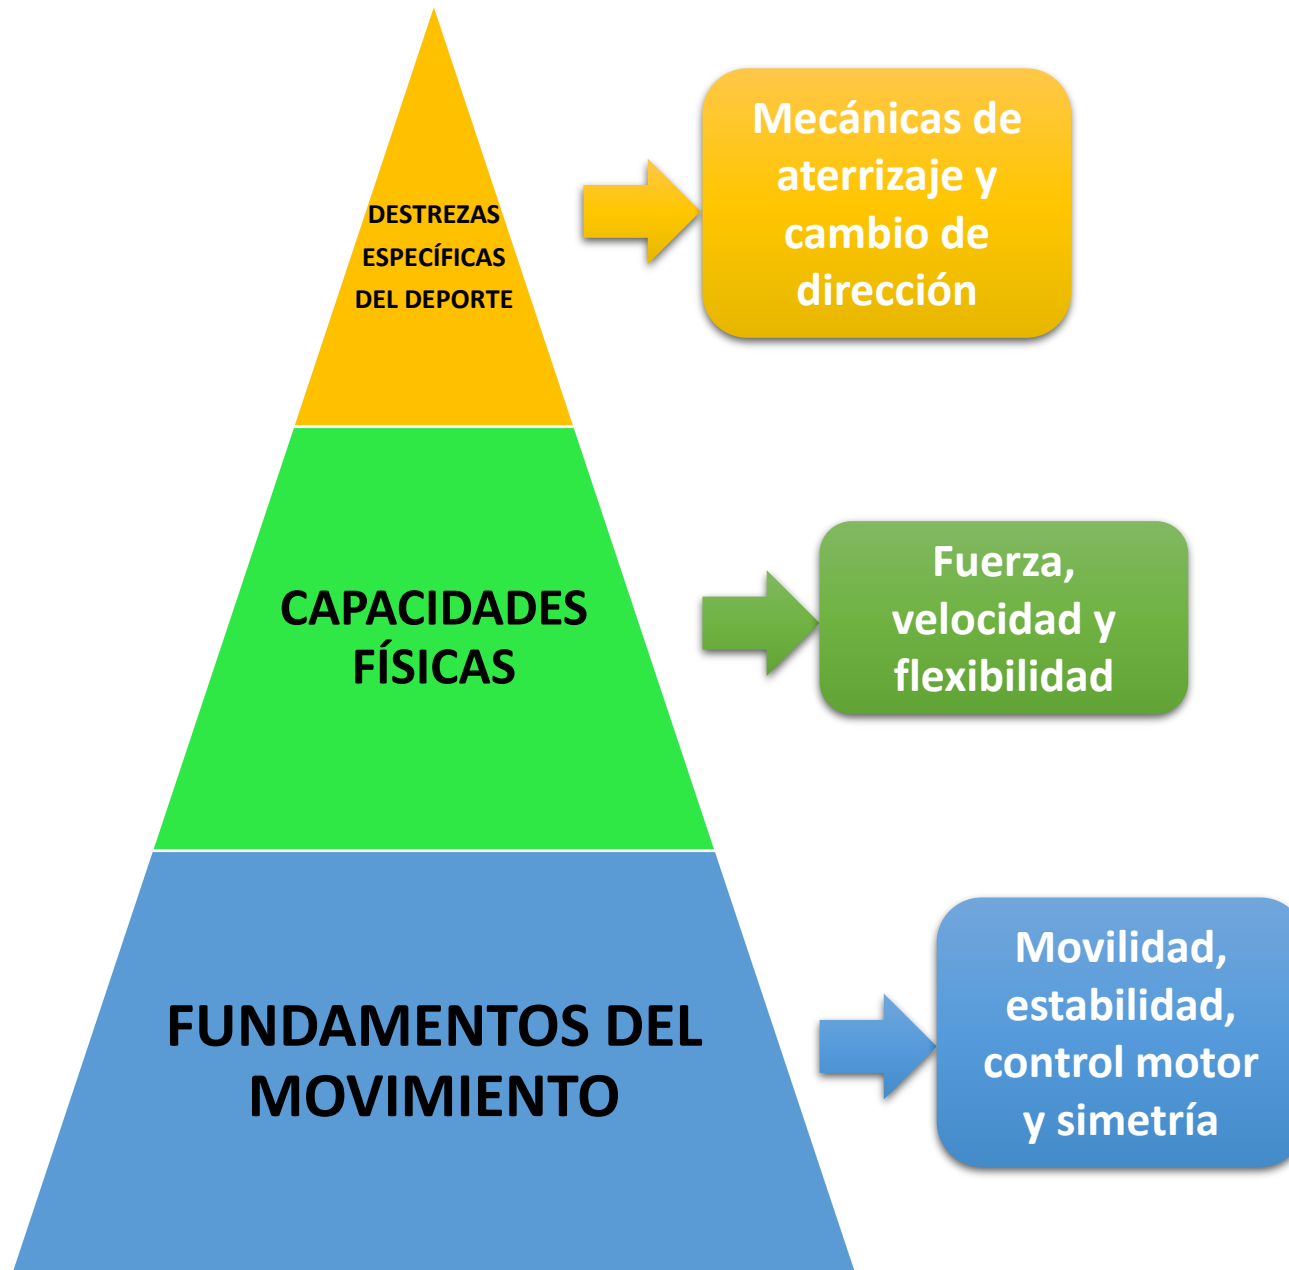 DESTREZAS
ESPECÍFICAS
DEL DEPORTE
Mecánicas de
aterrizaje y
cambio de
dirección
CAPACIDADES
FÍSICAS
Fuerza,
velocidad y
flexibilidad
FUNDAMENTOS DEL
MOVIMIENTO
Movilidad,
estabilidad,
control motor
y simetría